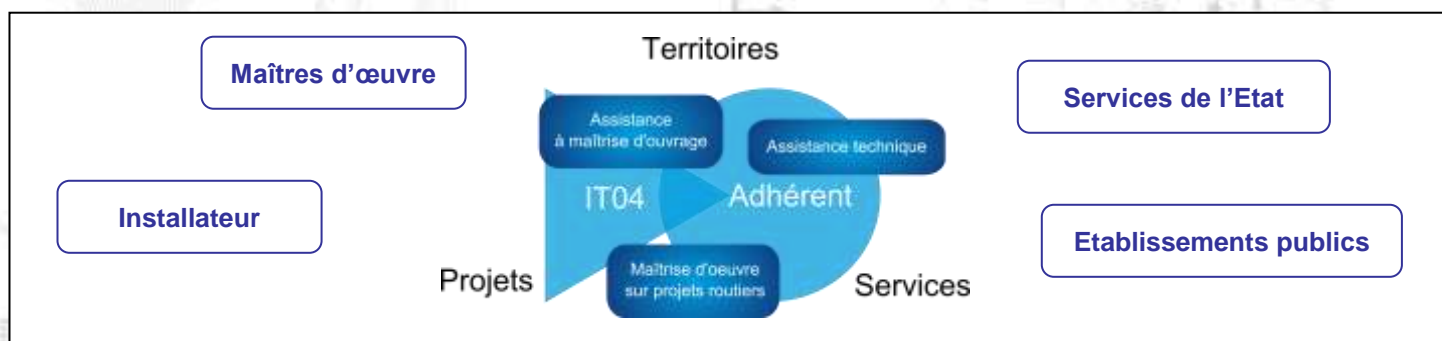 Territoires
Maîtres d’œuvre
Services de l’Etat
Assistance
à maîtrise d'ouvrage
Assistance technique
IT04
Adhérent
Installateur
Etablissements publics
Maîtrise d'oeuvre
sur projets routiers
Projets
Services